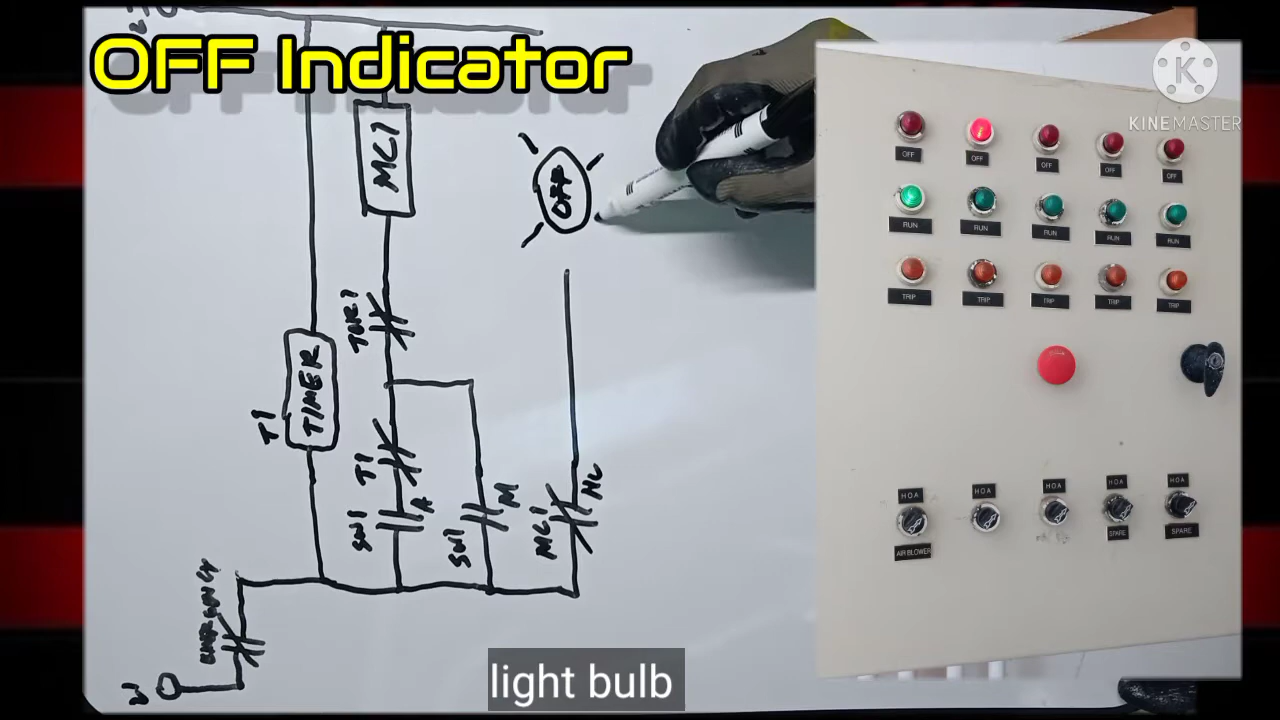 OFF Indicator
KINEMASTER
K
MC1
OFF
TOR1
T1
TIMER
T1
SW1
A
SW1
M
MC1
NC
EMERGENCY
OFF
OFF
OFF
OFF
OFF
RUN
RUN
RUN
RUN
RUN
TRIP
TRIP
TRIP
TRIP
TRIP
HOA
HOA
HOA
HOA
HOA
AIR BLOWER
SPARE
SPARE
light bulb